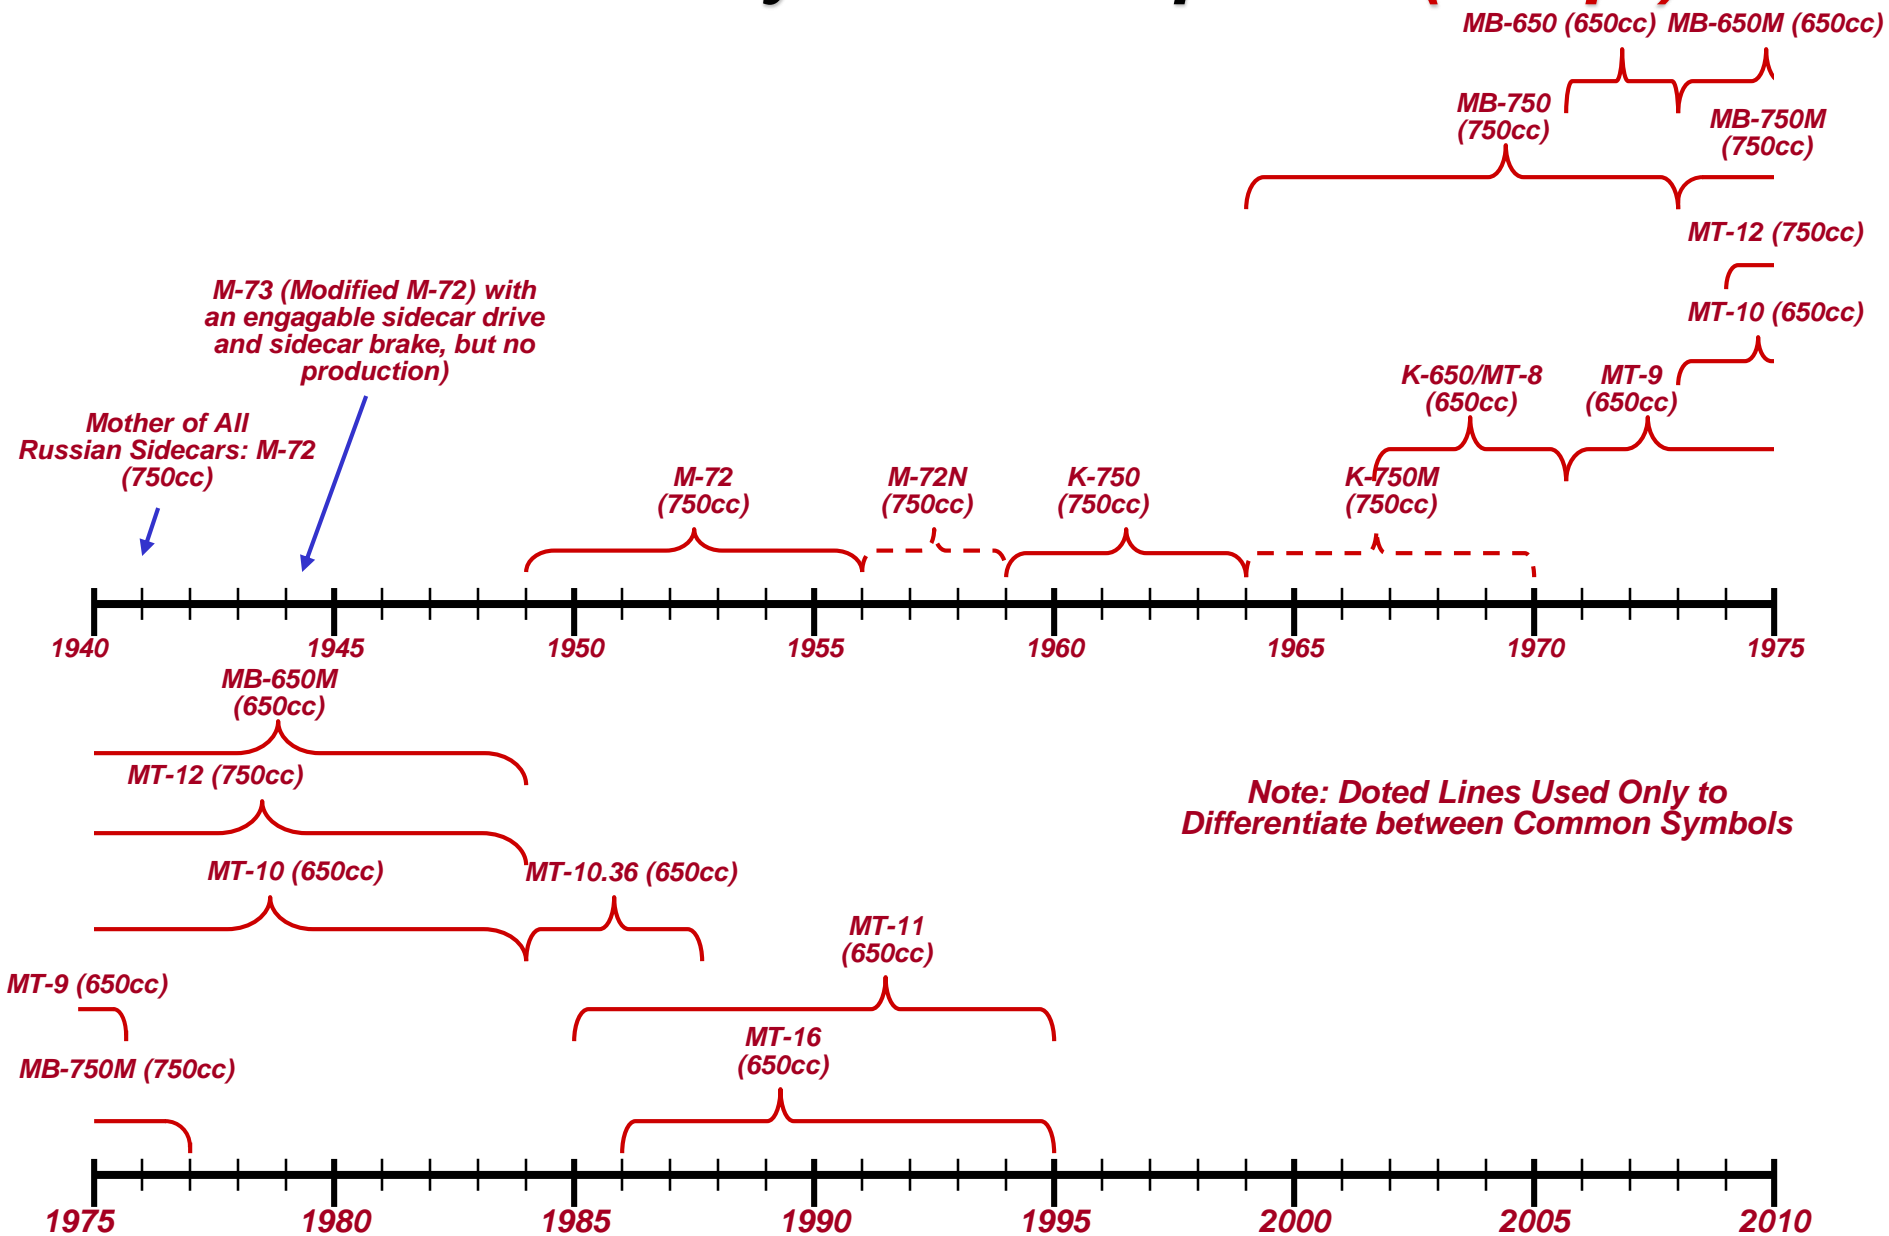 MB-650 (650cc) MB-650M (650cc)
MB-750
(750cc)
MB-750M
(750cc)
MT-12 (750cc)
MT-10 (650cc)
M-73 (Modified M-72) with
an engagable sidecar drive
and sidecar brake, but no
production)
K-650/MT-8
(650cc)
MT-9
(650cc)
Mother of All
Russian Sidecars: M-72
(750cc)
M-72
(750cc)
M-72N
(750cc)
K-750
(750cc)
K-750M
(750cc)
1940 1945 1950 1955 1960 1965 1970 1975
MB-650M
(650cc)
MT-12 (750cc)
Note: Doted Lines Used Only to
Differentiate between Common Symbols
MT-10 (650cc) MT-10.36 (650cc)
MT-11
(650cc)
MT-9 (650cc)
MT-16
(650cc)
MB-750M (750cc)
1975 1980 1985 1990 1995 2000 2005 2010